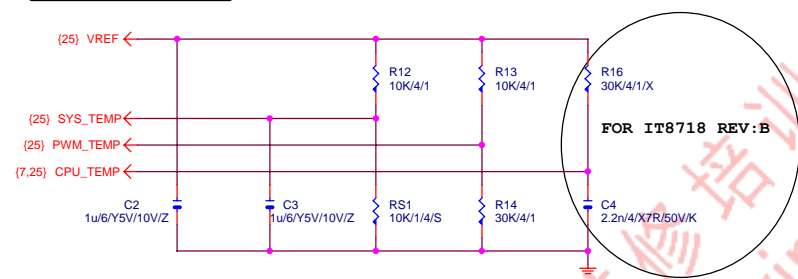 {25} VREF
R12
10K/4/1
R13
10K/4/1
R16
30K/4/1/X
{25} SYS_TEMP
FOR IT8718 REV:B
{25} PWM_TEMP
{7,25} CPU_TEMP
C2
1u/6/Y5V/10V/Z
C3
1u/6/Y5V/10V/Z
RS1
10K/1/4/S
R14
30K/4/1
C4
2.2n/4/X7R/50V/K